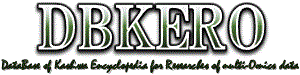 DBKERO
DataBase of Kashiwa Encyclopedia for Researches of multi-Omics data